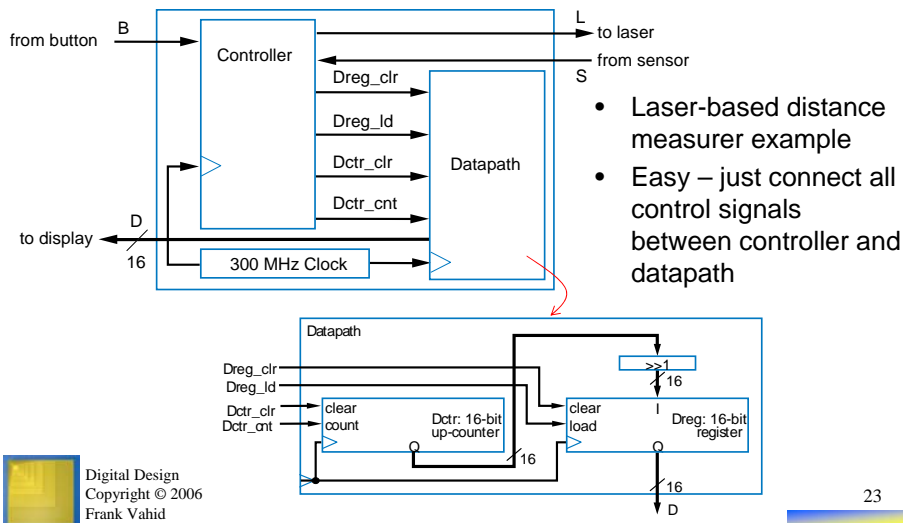 L
from button
B
to laser
Controller
from sensor
S
Dreg_clr
Dreg_ld
Dctr_clr
Dctr_cnt
Datapath
D
to display
16
300 MHz Clock
• Laser-based distance
measurer example
• Easy – just connect all
control signals
between controller and
datapath
Datapath
>>1
16
Dreg_clr
Dreg_ld
Dctr_clr
Dctr_cnt
clear
count
Dctr: 16-bit
up-counter
Q
16
clear
load
I
Dreg: 16-bit
register
Q
16
D
Digital Design
Copyright © 2006
Frank Vahid
23